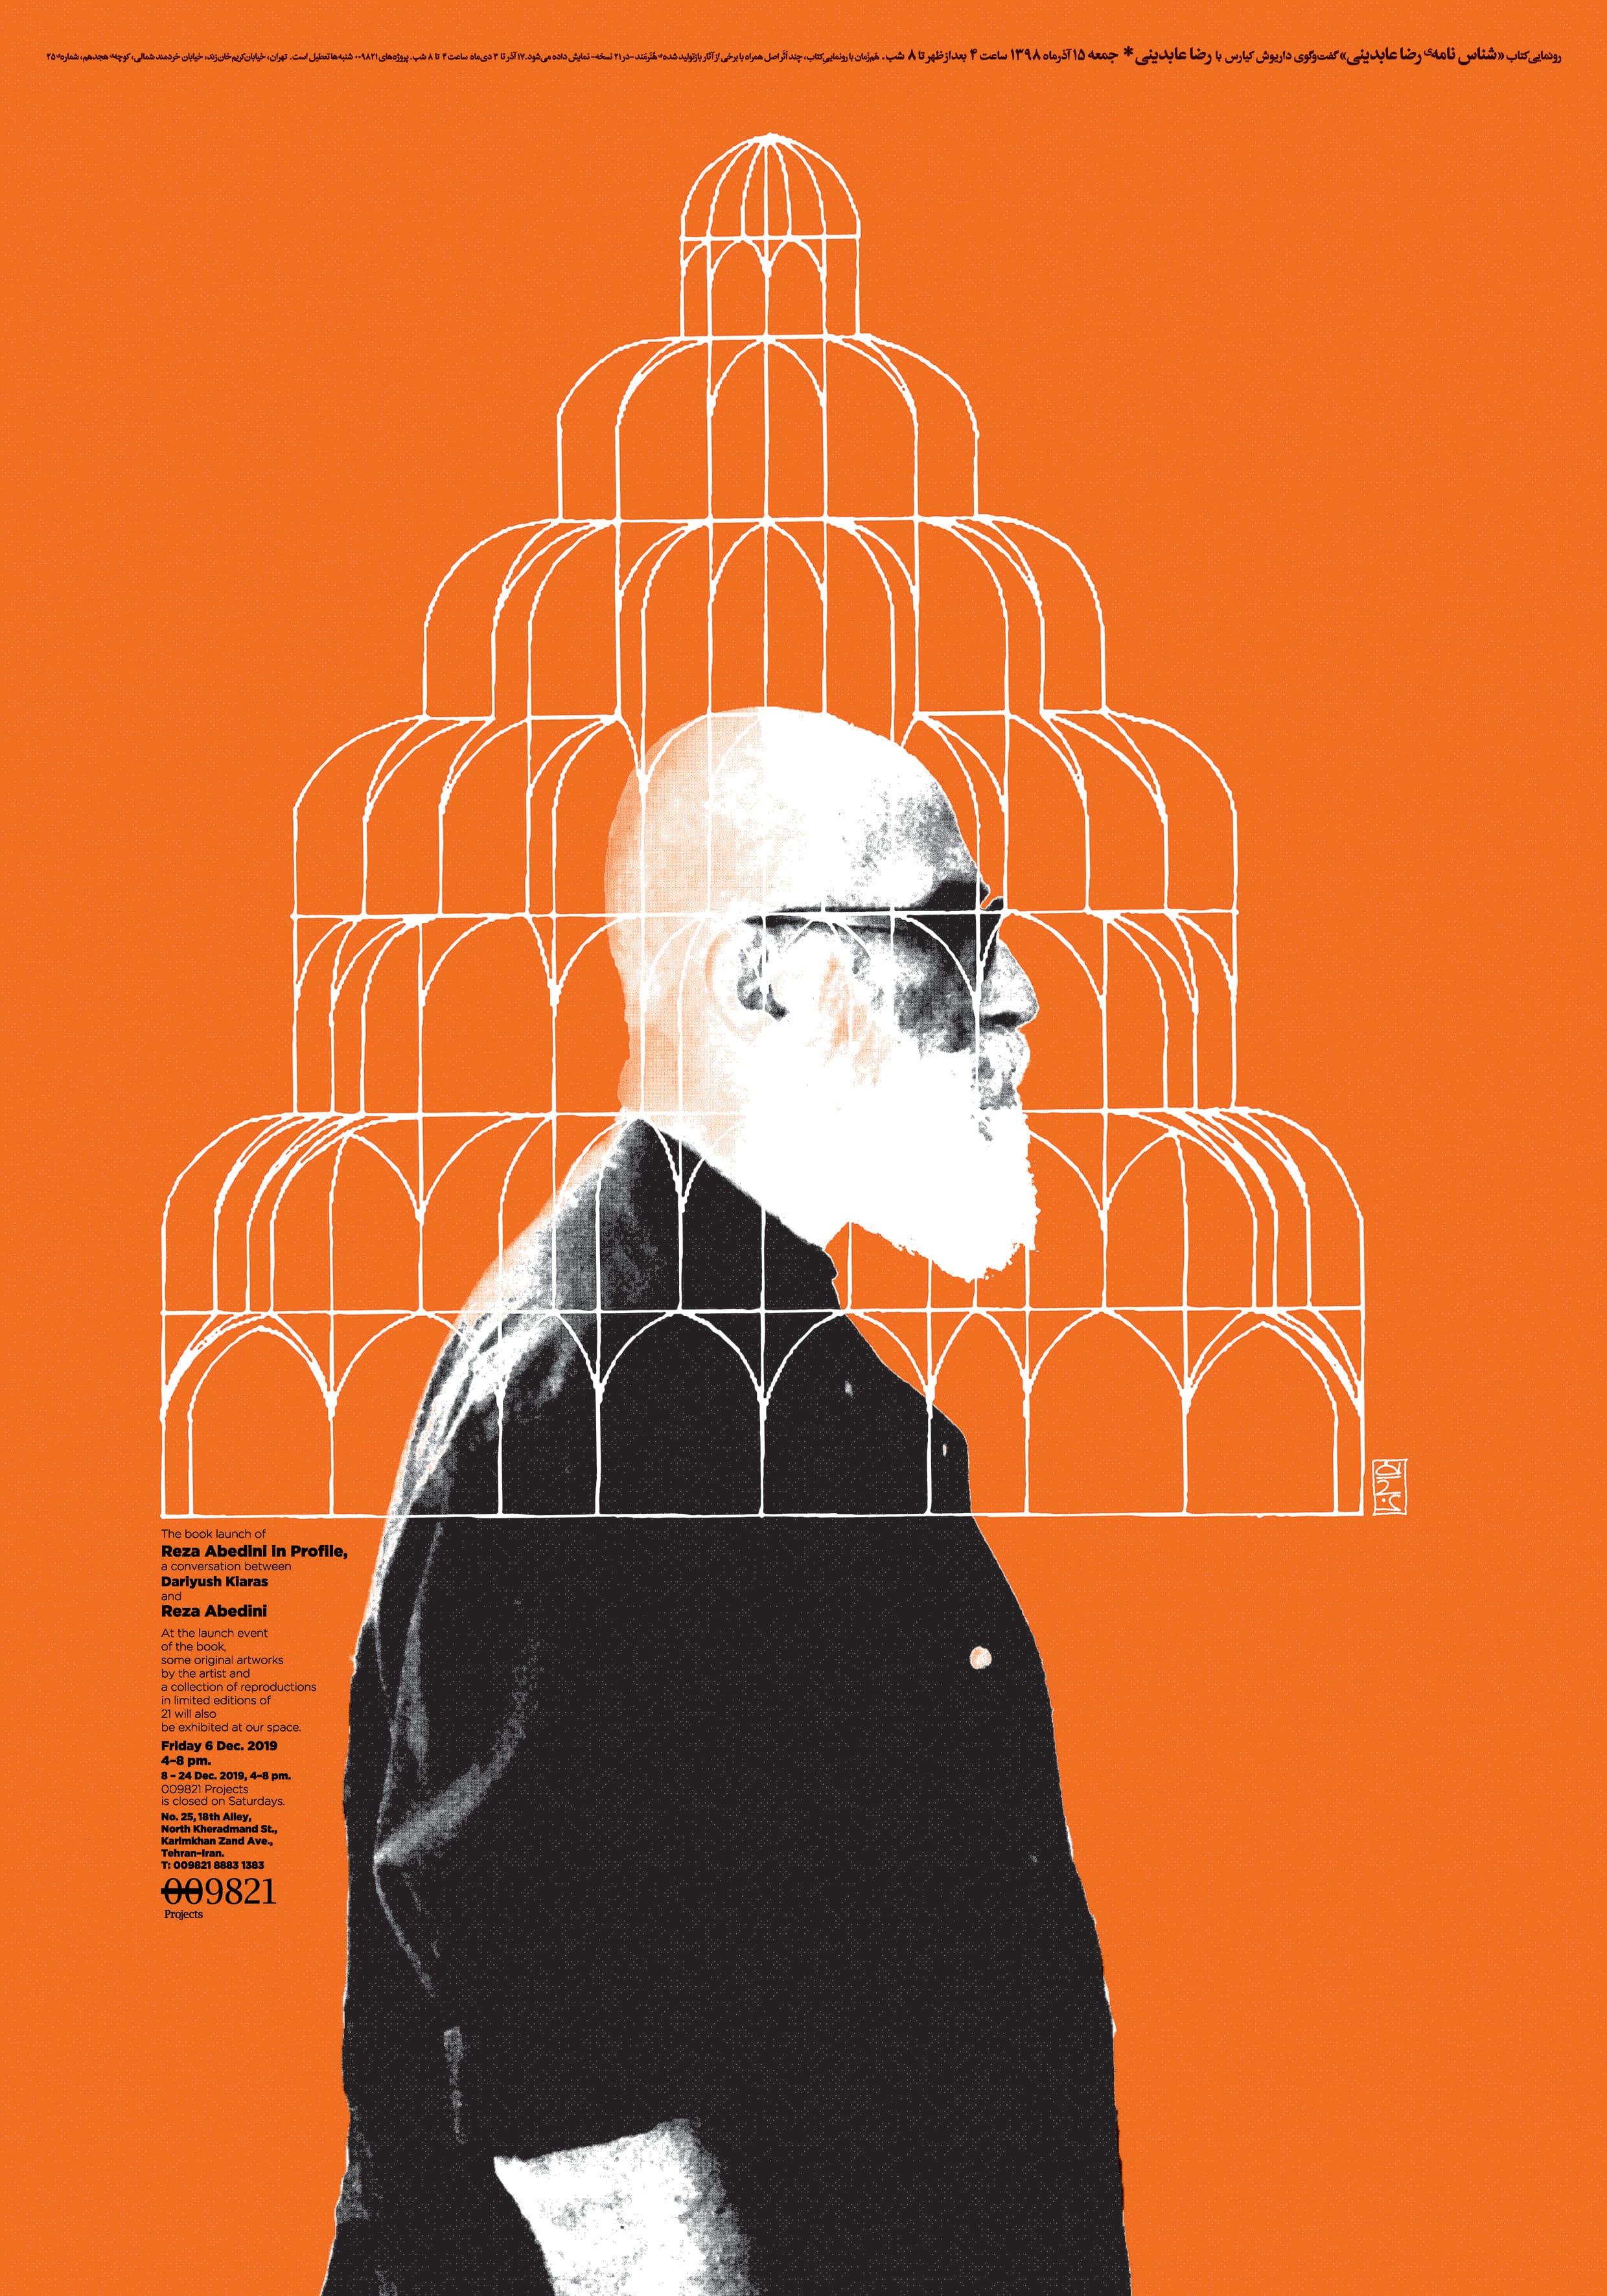 رونمایی کتاب «شناس نامه‌ی رضا عابدینی» گفت‌وگوی داریوش کیارس با رضا عابدینی * جمعه ۱۵ آذرماه ۱۳۹۸ ساعت ۴ بعدازظهر تا ۸ شب. هم‌زمان با رونمایی کتاب، چند اثر اصل همراه با برخی از آثار بازتولید شده‌ی هنرمند -در ۲۱ نسخه- نمایش داده می‌شود. ۱۷ آذر تا ۳ دی‌ماه ساعت ۴ تا ۸ شب. پروژه‌های ۰۰۹۸۲۱ شنبه‌ها تعطیل است. تهران، خیابان کریم‌خان‌زند، خیابان خردمند شمالی، کوچه‌ی هجدهم، شماره‌ی ۲۵
The book launch of
Reza Abedini in Profile,
a conversation between
Dariyush Kiaras
and
Reza Abedini
At the launch event
of the book,
some original artworks
by the artist and
a collection of reproductions
in limited editions of
21 will also
be exhibited at our space.
Friday 6 Dec. 2019
4–8 pm.
8 – 24 Dec. 2019, 4–8 pm.
009821 Projects
is closed on Saturdays.
No. 25, 18th Alley,
North Kheradmand St.,
Karimkhan Zand Ave.,
Tehran–Iran.
T: 009821 8883 1383
009821
Projects